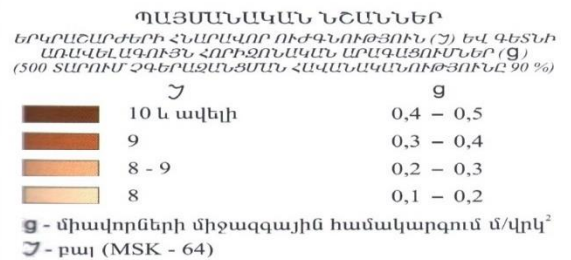 ՊԱՅՄԱՆԱԿԱՆ ՆՇԱՆՆԵՐ
ԵՐԿՐԱՇԱՐԺԵՐԻ ՀՆԱՐԱՎՈՐ ՈՒԺԳՆՈՒԹՅՈՒՆ (J) ԵՎ ԳԵՏՆԻ
ԱՌԱՎԵԼԱԳՈՒՅՆ ՀՈՐԻԶՈՆԱԿԱՆ ԱՐԱԳԱՑՈՒՄՆԵՐ (g)
(500 ՏԱՐՈՒՄ ՉԳԵՐԱԶԱՆՑՄԱՆ ՀԱՎԱՆԱԿԱՆՈՒԹՅՈՒՆԸ 90 %)
J g
10 և ավելի 0,4 – 0,5
9 0,3 – 0,4
8 - 9 0,2 – 0,3
8 0,1 – 0,2
g - միավորների միջազգային համակարգում մ/վրկ²
J - բալ (MSK - 64)